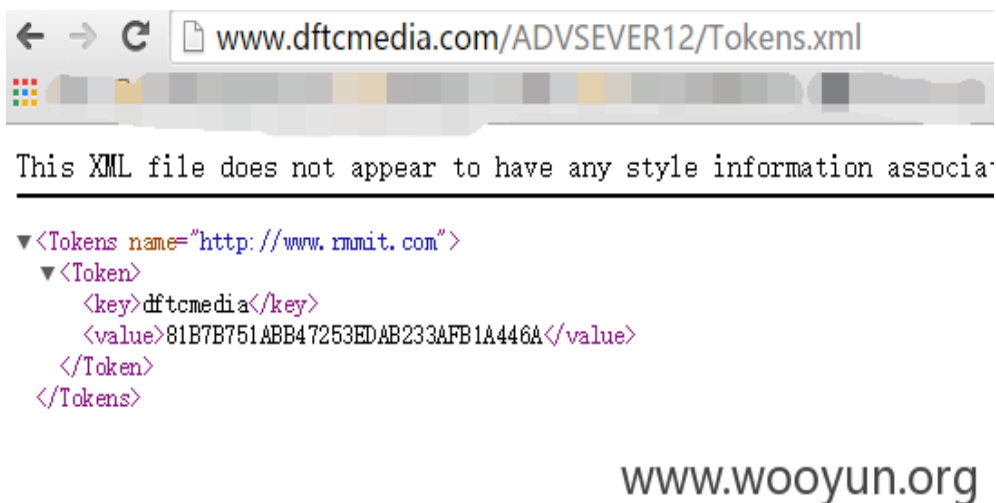 www.dftcmedia.com/ADVSEVER12/Tokens.xml
This XML file does not appear to have any style information associat
▼<Tokens name="http://www.rmmit.com">
▼<Token>
<key>dftcmedia</key>
<value>81B7B751ABB47253EDAB233AFB1A446A</value>
</Token>
</Tokens>
www.wooyun.org